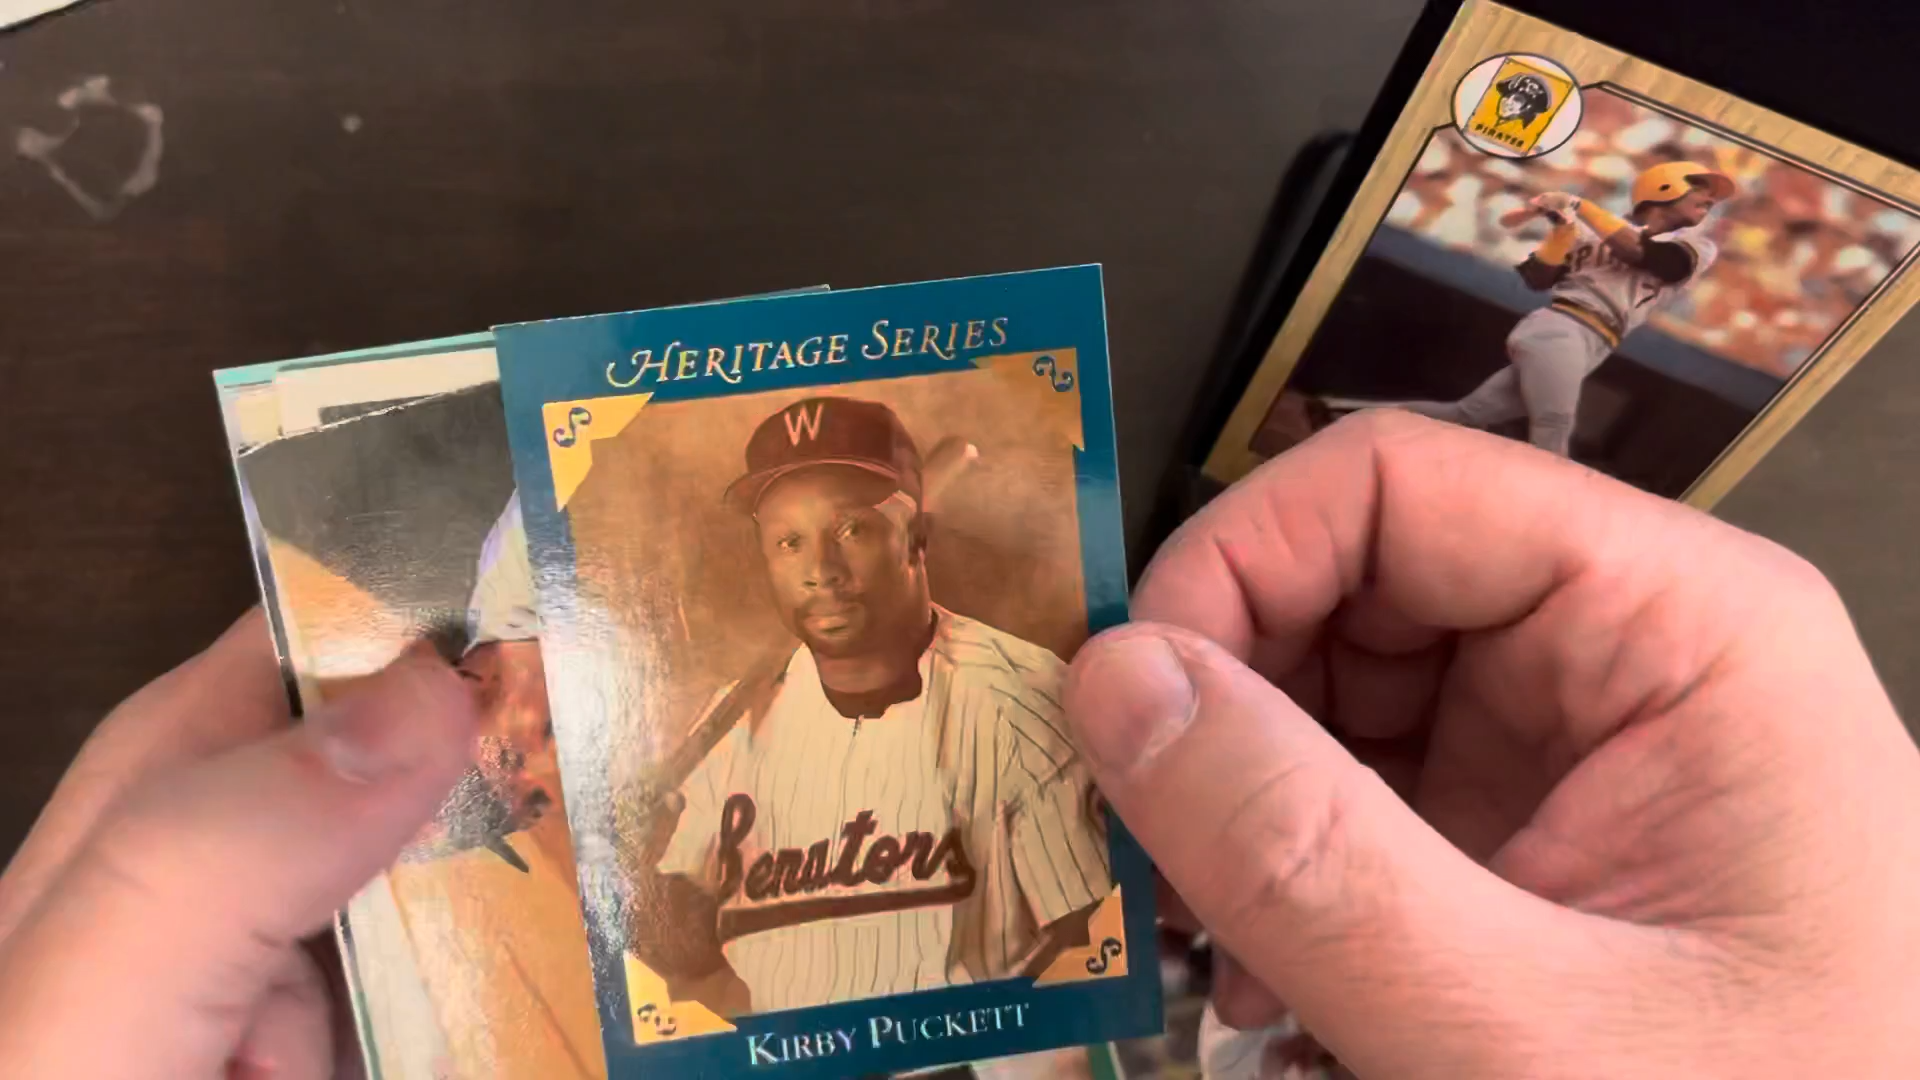 PIRATES
HERITAGE SERIES
W
Senators
KIRBY PUCKETT